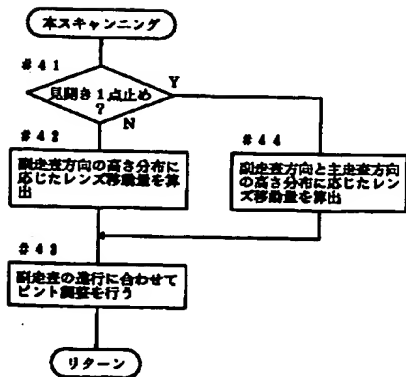 本スキャンニング
#41
見開き1点止め
?
Y
N
#42
副走査方向の高さ分布に
応じたレンズ移動量を算
出
#44
副走査方向と主走査方向
の高さ分布に応じたレン
ズ移動量を算出
#43
副走査の進行に合わせて
ピント調整を行う
リターン